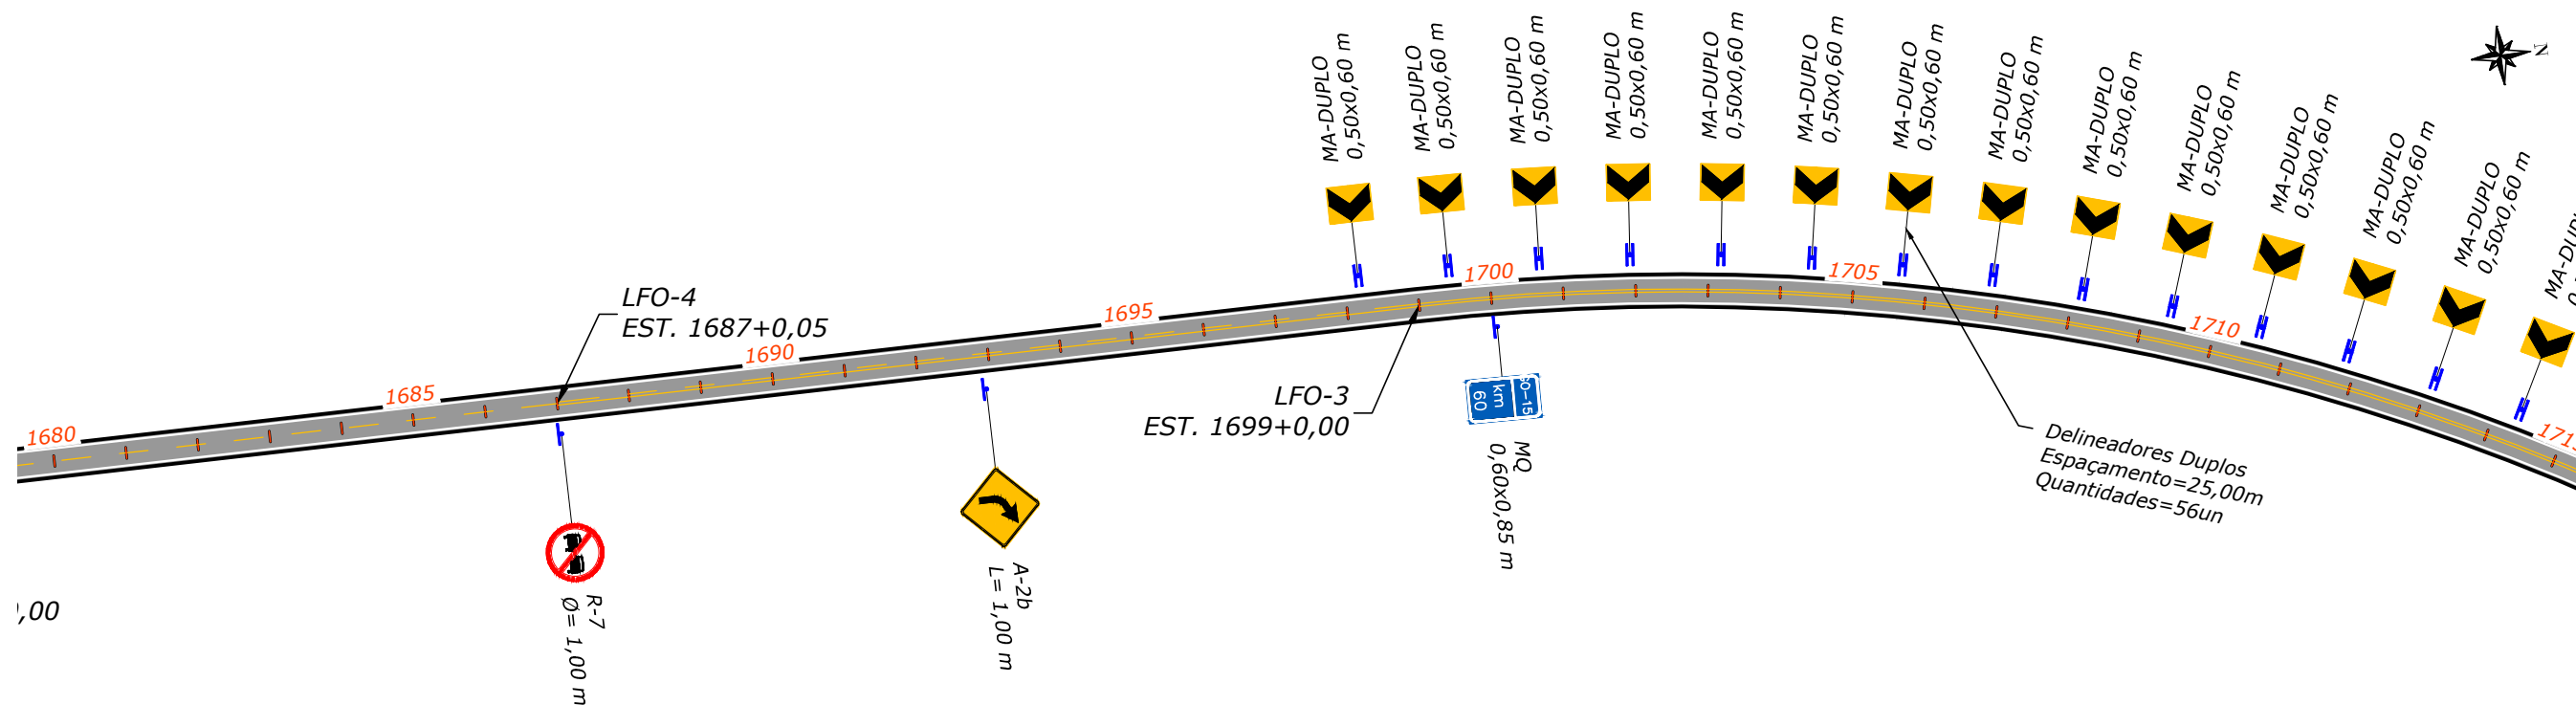 MA-DUPLO
0,50x0,60 m
MA-DUPLO
0,50x0,60 m
MA-DUPLO
0,50x0,60 m
MA-DUPLO
0,50x0,60 m
MA-DUPLO
0,50x0,60 m
MA-DUPLO
0,50x0,60 m
MA-DUPLO
0,50x0,60 m
MA-DUPLO
0,50x0,60 m
MA-DUPLO
0,50x0,60 m
MA-DUPLO
0,50x0,60 m
MA-DUPLO
0,50x0,60 m
MA-DUPLO
0,50x0,60 m
MA-DUPLO
0,50x0,60 m
N
1680
1685
1690
1695
1700
1705
1710
LFO-4
EST. 1687+0,05
LFO-3
EST. 1699+0,00
km
60
MQ
0,60x0,85 m
Delineadores Duplos
Espaçamento=25,00m
Quantidades=56un
A-2b
L= 1,00 m
R-7
Ø= 1,00 m
,00